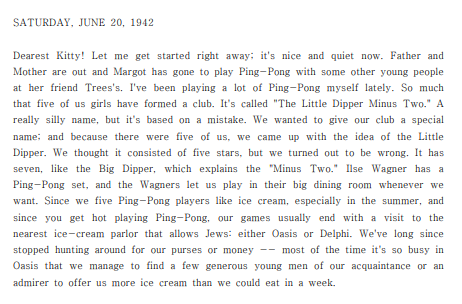 SATURDAY, JUNE 20, 1942
Dearest Kitty! Let me get started right away; it's nice and quiet now. Father and
Mother are out and Margot has gone to play Ping-Pong with some other young people
at her friend Trees's. I've been playing a lot of Ping-Pong myself lately. So much
that five of us girls have formed a club. It's called "The Little Dipper Minus Two." A
really silly name, but it's based on a mistake. We wanted to give our club a special
name; and because there were five of us, we came up with the idea of the Little
Dipper. We thought it consisted of five stars, but we turned out to be wrong. It has
seven, like the Big Dipper, which explains the "Minus Two." Ilse Wagner has a
Ping-Pong set, and the Wagners let us play in their big dining room whenever we
want. Since we five Ping-Pong players like ice cream, especially in the summer, and
since you get hot playing Ping-Pong, our games usually end with a visit to the
nearest ice-cream parlor that allows Jews: either Oasis or Delphi. We've long since
stopped hunting around for our purses or money -- most of the time it's so busy in
Oasis that we manage to find a few generous young men of our acquaintance or an
admirer to offer us more ice cream than we could eat in a week.